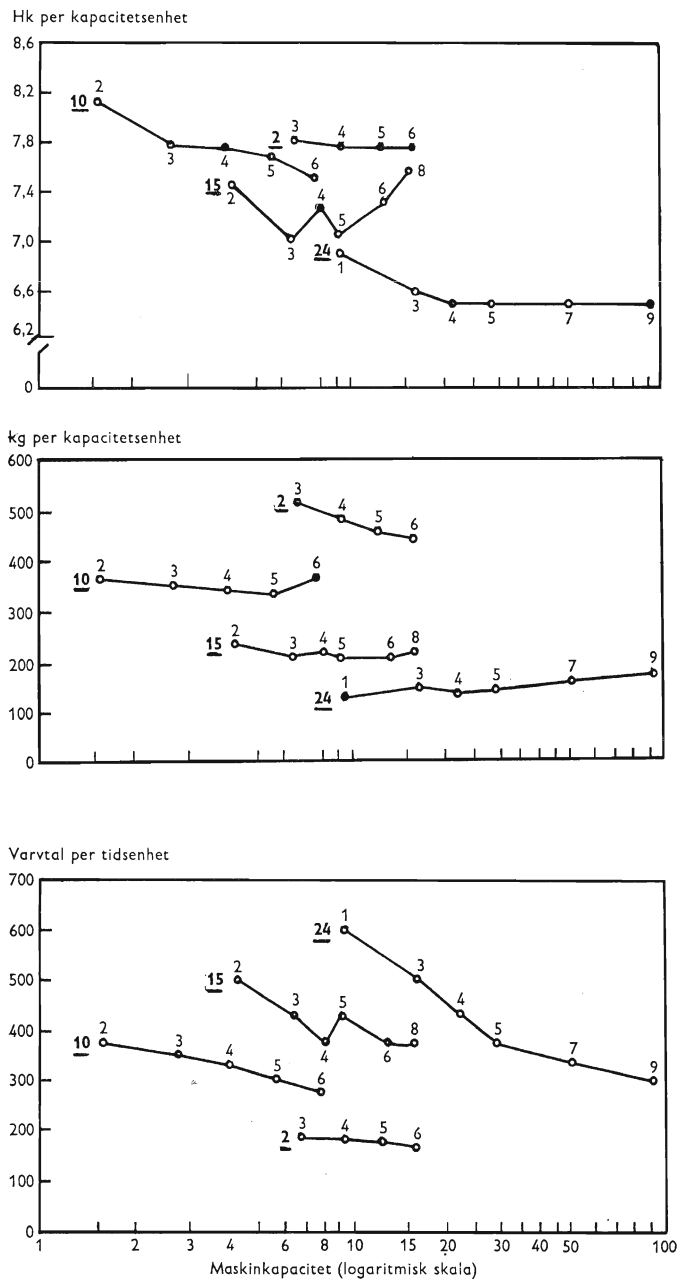 Hk per kapacitetsenhet
8,6
8,2
7,8
7,4
7,0
6,6
6,2
0
10 2 3 4 5 6
2 3 4 5 6
15 2 3 4 5 6 8
24 1 3 4 5 7 9
kg per kapacitetsenhet
600
500
400
300
200
100
0
2 3 4 5 6
10 2 3 4 5 6
15 2 3 4 5 6 8
24 1 3 4 5 7 9
Varvtal per tidsenhet
700
600
500
400
300
200
100
0
24 1 3 4 5 7 9
15 2 3 4 5 6 8
10 2 3 4 5 6
2 3 4 5 6
1 2 3 4 6 8 10 15 20 30 40 50 100
Maskinkapacitet (logaritmisk skala)